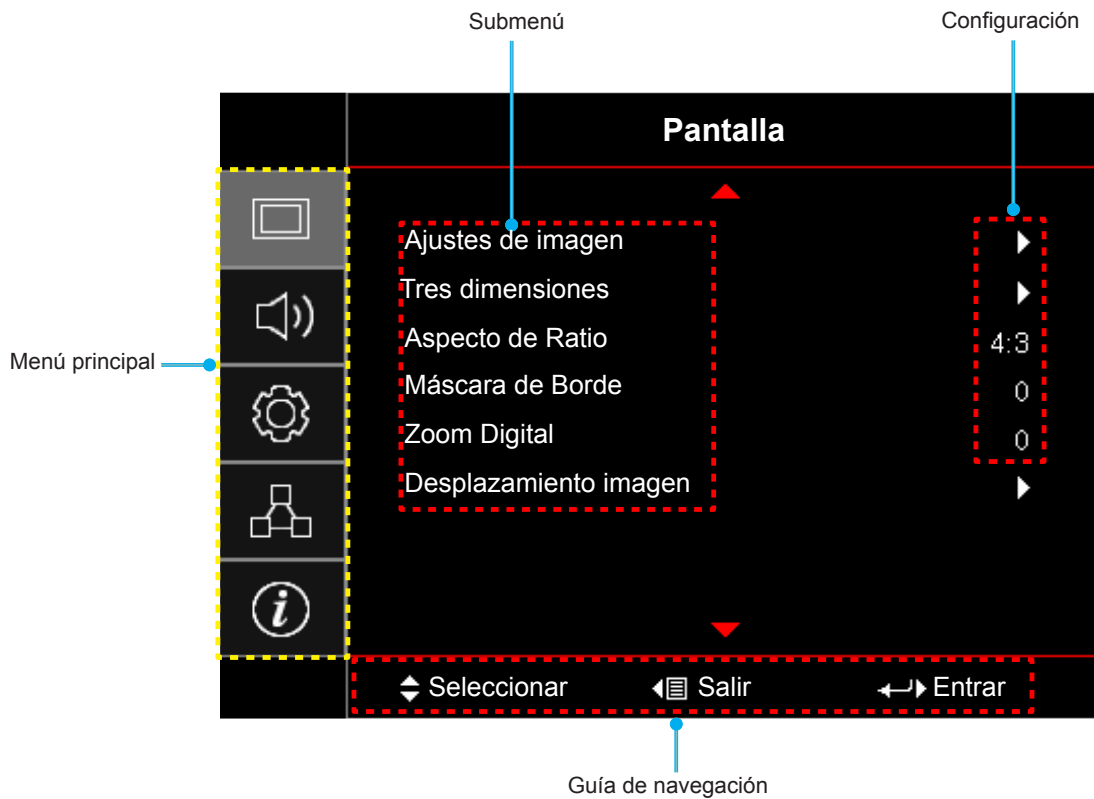 Submenú
Configuración
Pantalla
Ajustes de imagen
Tres dimensiones
Aspecto de Ratio 4:3
Máscara de Borde 0
Zoom Digital 0
Desplazamiento imagen
Menú principal
Seleccionar Salir Entrar
Guía de navegación